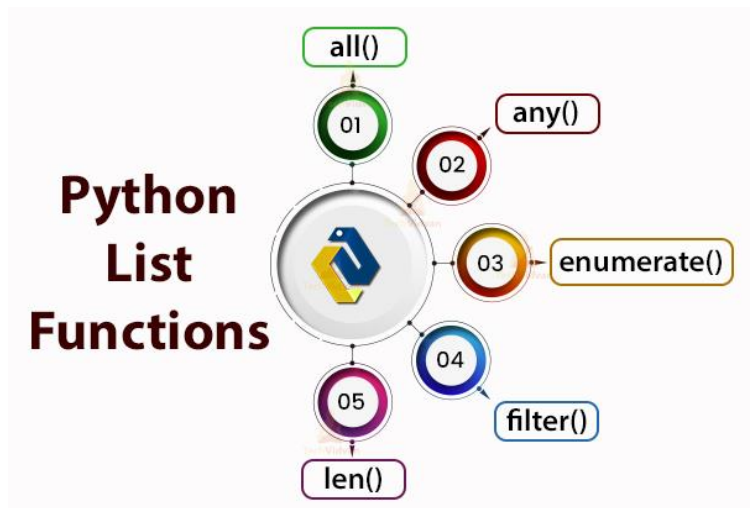 Python
List
Functions
all()
01
any()
02
enumerate()
03
filter()
04
len()
05